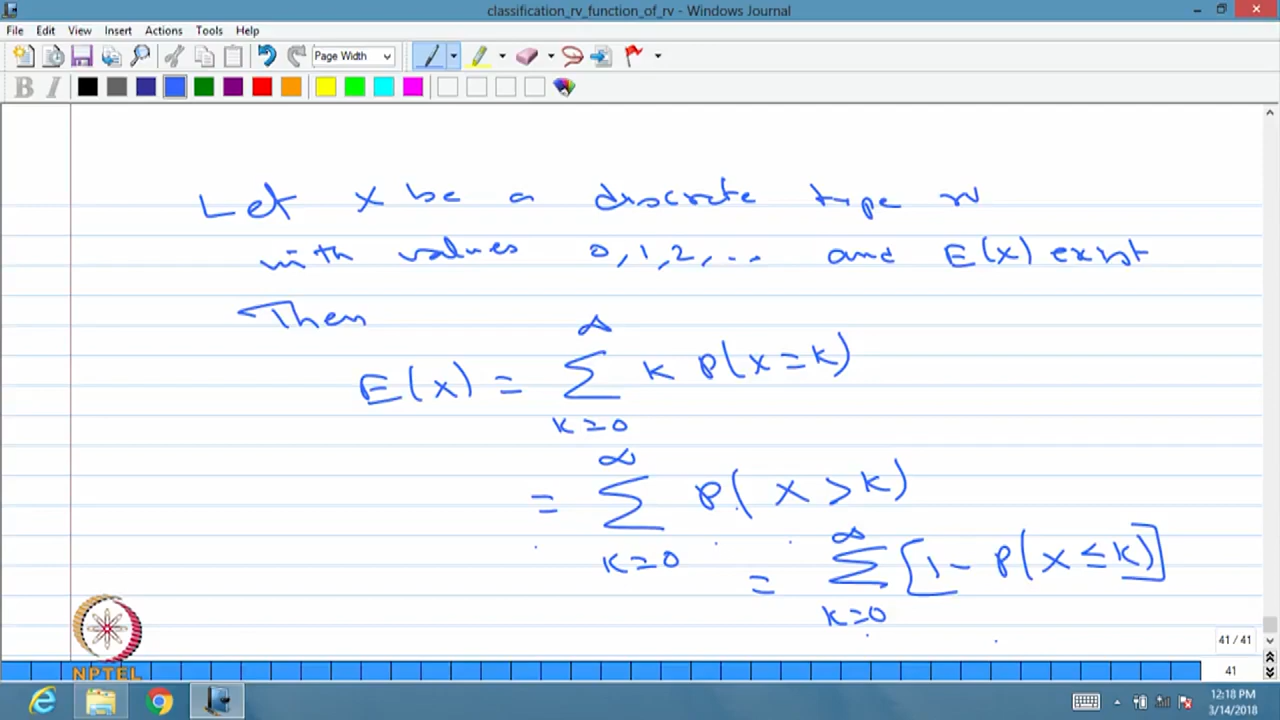 classification_rv_function_of_rv - Windows Journal
File Edit View Insert Actions Tools Help
Page Width
B I
Let X be a discrete type rv
with values 0, 1, 2, ... and E(X) exist
Then
E(X) = ∑_{k=0}^{∞} k P(X = k)
= ∑_{k=0}^{∞} P(X > k)
= ∑_{k=0}^{∞} [1 - P(X ≤ k)]
NPTEL
41 / 41
41
12:18 PM
3/14/2018